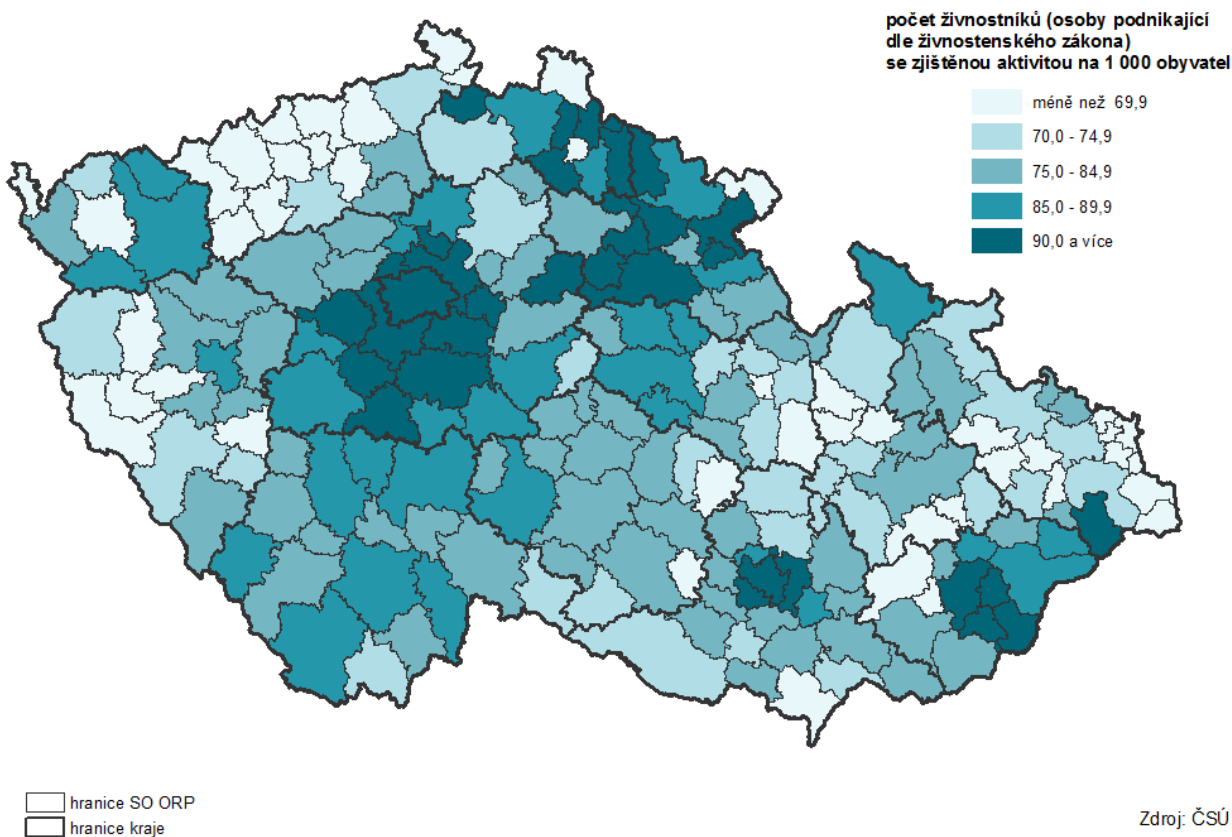 počet živnostníků (osoby podnikající
dle živnostenského zákona)
se zjištěnou aktivitou na 1 000 obyvatel
méně než 69,9
70,0 - 74,9
75,0 - 84,9
85,0 - 89,9
90,0 a více
hranice SO ORP
hranice kraje
Zdroj: ČSÚ